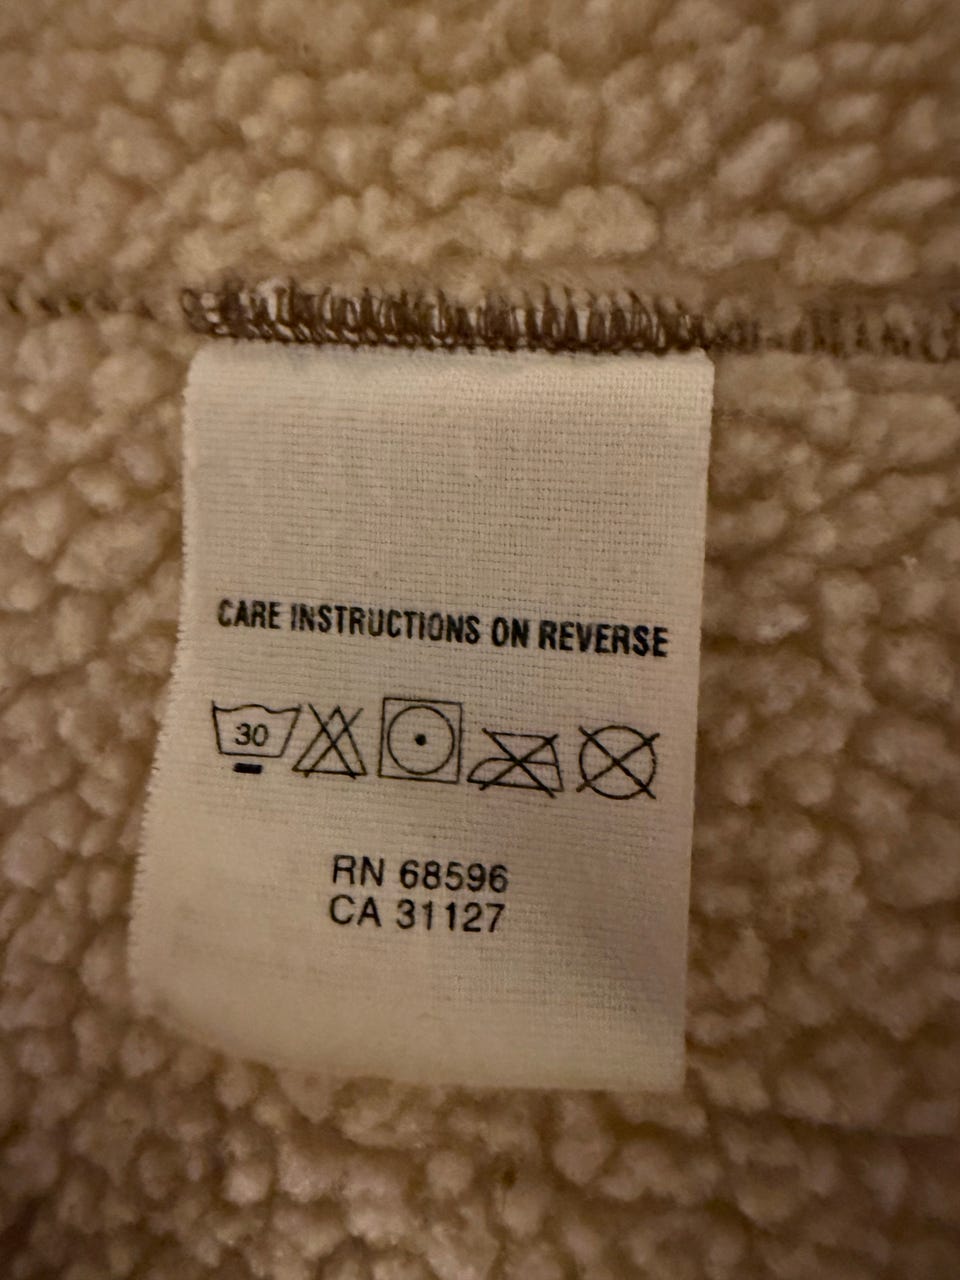 CARE INSTRUCTIONS ON REVERSE
30
RN 68596
CA 31127